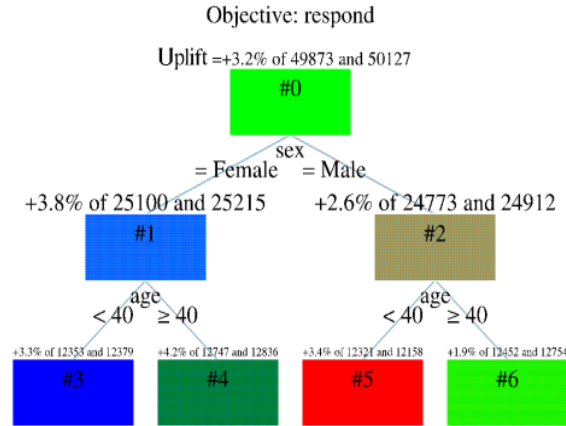 Objective: respond
Uplift =+3.2% of 49873 and 50127
#0
sex
= Female = Male
+3.8% of 25100 and 25215 +2.6% of 24773 and 24912
#1 #2
age age
< 40 ≥ 40 < 40 ≥ 40
+3.3% of 12353 and 12379 +4.2% of 12747 and 12836 +3.4% of 12321 and 12158 +1.9% of 12452 and 12754
#3 #4 #5 #6